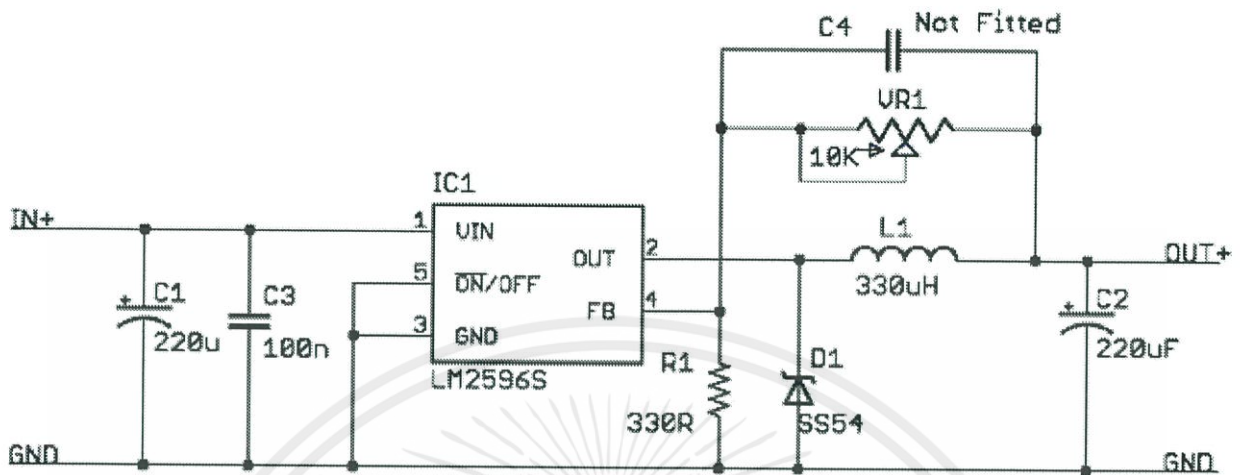 C4 Not Fitted
VR1
10K
IC1
IN+
1
VIN
L1
OUT
2
OUT+
5
ON/OFF
330uH
C1
C3
FB
4
C2
3
GND
220u
100n
R1
D1
220uF
LM2596S
330R
SS54
GND
GND